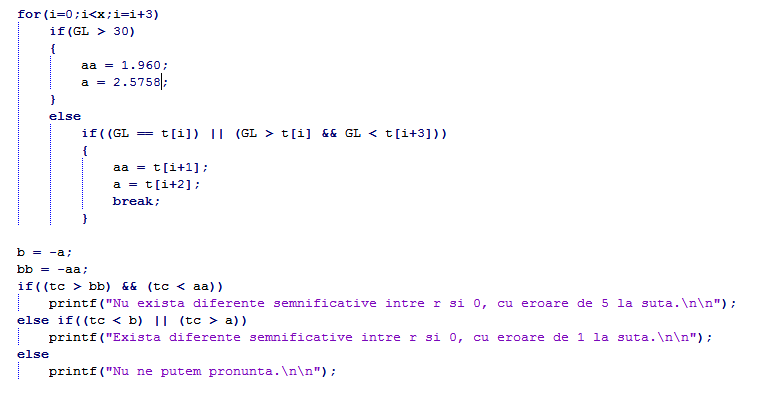 for(i=0;i<x;i=i+3)
    if(GL > 30)
    {
        aa = 1.960;
        a = 2.5758;
    }
    else
        if((GL == t[i]) || (GL > t[i] && GL < t[i+3]))
        {
            aa = t[i+1];
            a = t[i+2];
            break;
        }

b = -a;
bb = -aa;
if((tc > bb) && (tc < aa))
    printf("Nu exista diferente semnificative intre r si 0, cu eroare de 5 la suta.\n\n");
else if((tc < b) || (tc > a))
    printf("Exista diferente semnificative intre r si 0, cu eroare de 1 la suta.\n\n");
else
    printf("Nu ne putem pronunta.\n\n");